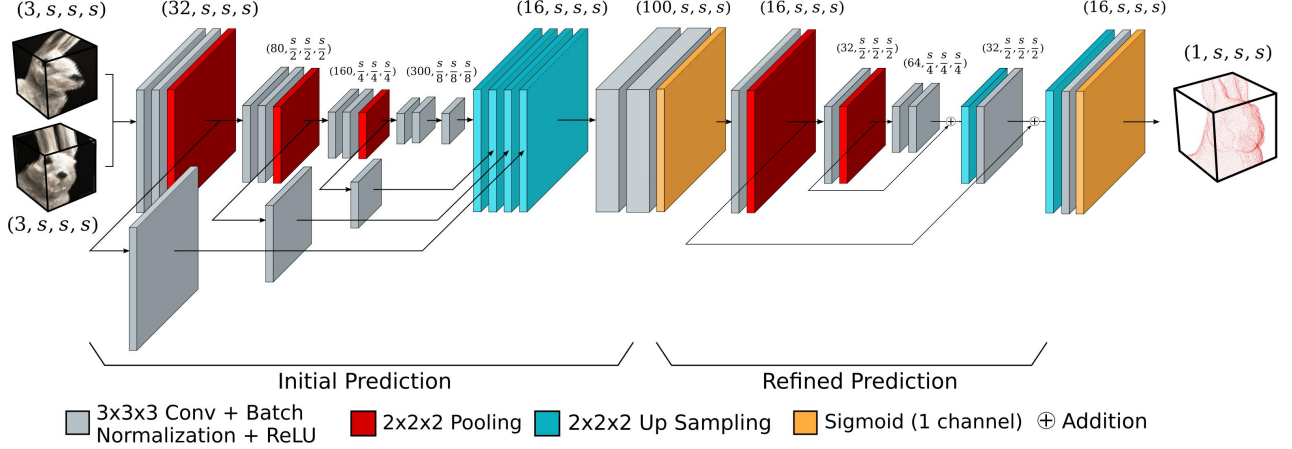 (3, s, s, s)
(32, s, s, s)
(16, s, s, s)
(100, s, s, s)
(16, s, s, s)
(16, s, s, s)
(80, s/2, s/2, s/2)
(160, s/4, s/4, s/4)
(300, s/8, s/8, s/8)
(32, s/2, s/2, s/2)
(64, s/4, s/4, s/4)
(32, s/2, s/2, s/2)
(1, s, s, s)
(3, s, s, s)
Initial Prediction
Refined Prediction
3x3x3 Conv + Batch
Normalization + ReLU
2x2x2 Pooling
2x2x2 Up Sampling
Sigmoid (1 channel)
⊕ Addition